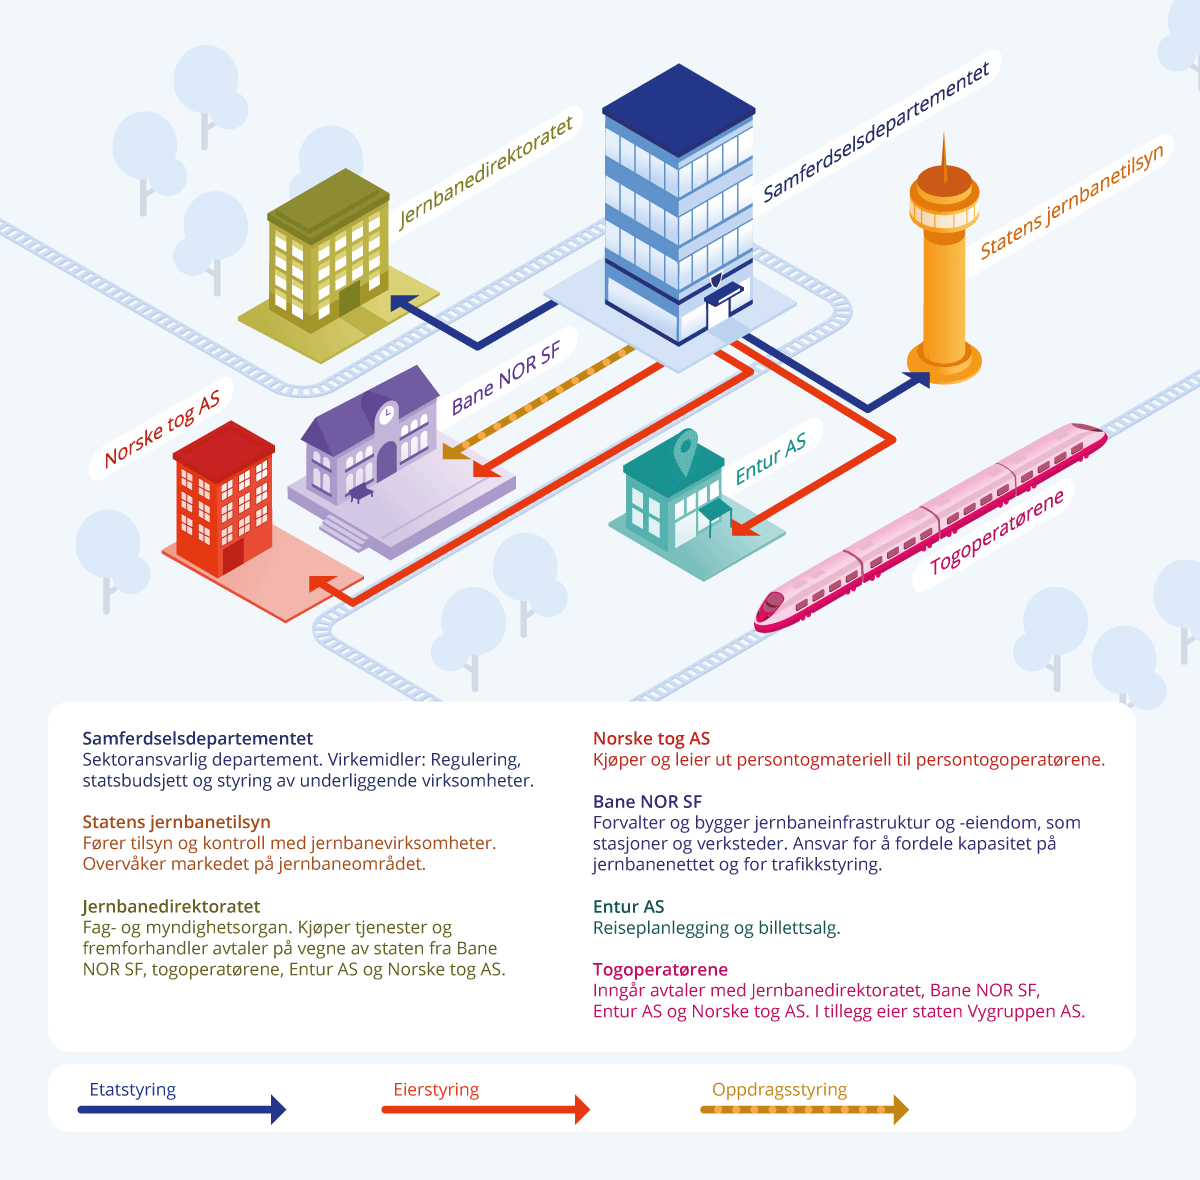 Jernbanedirektoratet
Samferdselsdepartementet
Statens jernbanetilsyn
Norske tog AS
Bane NOR SF
Entur AS
Togoperatørene
Samferdselsdepartementet
Sektoransvarlig departement. Virkemidler: Regulering,
statsbudsjett og styring av underliggende virksomheter.
Statens jernbanetilsyn
Fører tilsyn og kontroll med jernbanevirksomheter.
Overvåker markedet på jernbaneområdet.
Jernbanedirektoratet
Fag- og myndighetsorgan. Kjøper tjenester og
fremforhandler avtaler på vegne av staten fra Bane
NOR SF, togoperatørene, Entur AS og Norske tog AS.
Norske tog AS
Kjøper og leier ut persontogmateriell til persontogoperatørene.
Bane NOR SF
Forvalter og bygger jernbaneinfrastruktur og -eiendom, som
stasjoner og verksteder. Ansvar for å fordele kapasitet på
jernbanenettet og for trafikkstyring.
Entur AS
Reiseplanlegging og billettsalg.
Togoperatørene
Inngår avtaler med Jernbanedirektoratet, Bane NOR SF,
Entur AS og Norske tog AS. I tillegg eier staten Vygruppen AS.
Etatstyring
Eierstyring
Oppdragsstyring